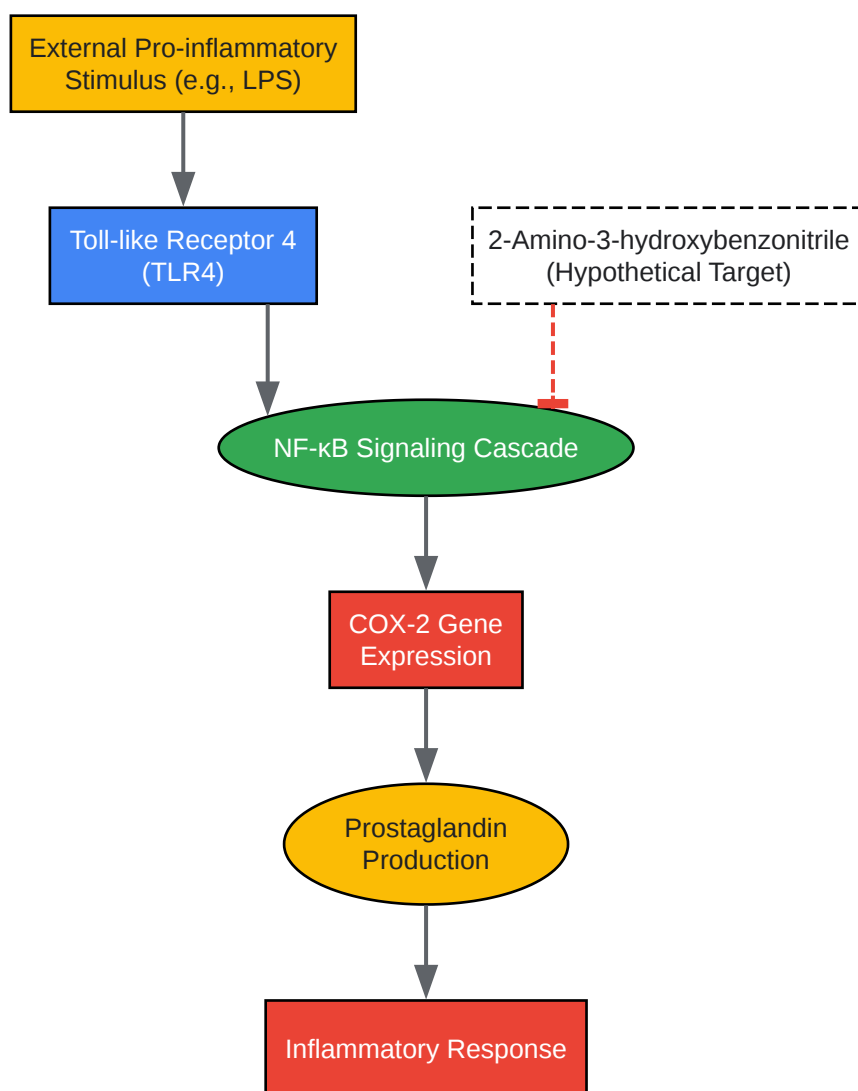 External Pro-inflammatory
Stimulus (e.g., LPS)
Toll-like Receptor 4
(TLR4)
2-Amino-3-hydroxybenzonitrile
(Hypothetical Target)
NF-κB Signaling Cascade
COX-2 Gene
Expression
Prostaglandin
Production
Inflammatory Response